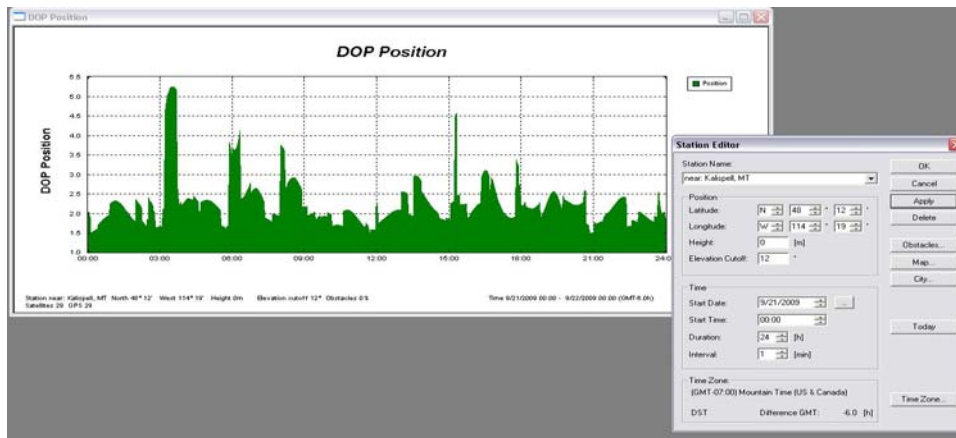 DOP Position
DOP Position
Position
DOP Position
5.5
5.0
4.5
4.0
3.5
3.0
2.5
2.0
1.5
1.0
00:00 03:00 06:00 09:00 12:00 15:00 18:00 21:00 24:0
Station near: Kalispell, MT North 48° 12' West 114° 19' Height 0m Elevation cutoff 12° Obstacles 0% Time 9/21/2009 00:00 - 9/22/2009 00:00 (GMT-6.0h)
Satellites 29 GPS 29
Station Editor
Station Name:
near: Kalispell, MT
OK
Cancel
Apply
Delete
Obstacles...
Map...
City...
Today
Time Zone...
Position
Latitude: N 48 ° 12 '
Longitude: W 114 ° 19 '
Height: 0 [m]
Elevation Cutoff: 12 °
Time
Start Date: 9/21/2009 ...
Start Time: 00:00
Duration: 24 [h]
Interval: 1 [min]
Time Zone:
(GMT-07:00) Mountain Time (US & Canada)
DST Difference GMT: -6.0 [h]